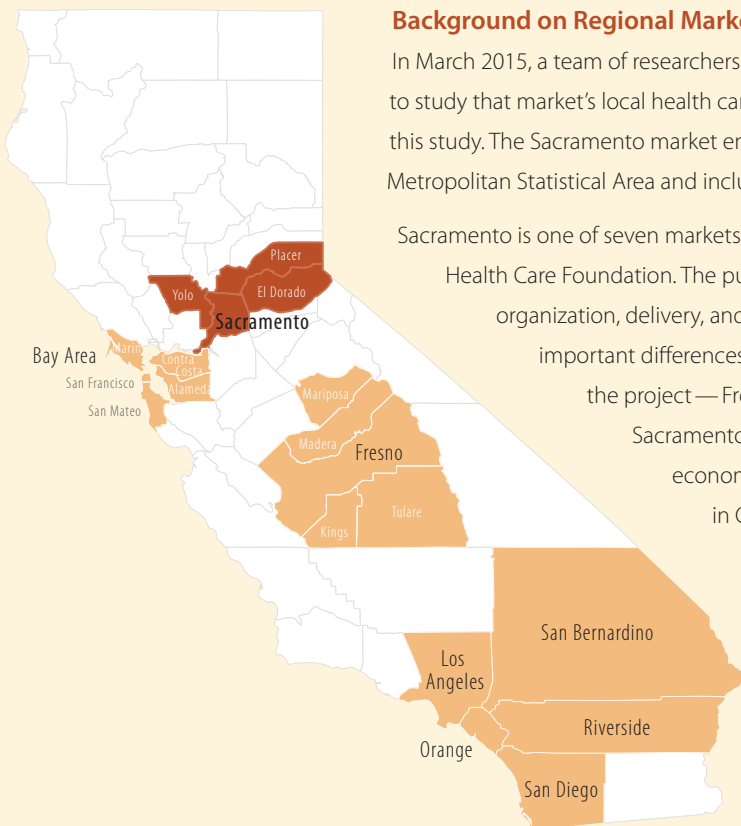 Background on Regional Mark
In March 2015, a team of researchers
to study that market’s local health car
this study. The Sacramento market en
Metropolitan Statistical Area and inclu
Sacramento is one of seven markets
Health Care Foundation. The pu
organization, delivery, and
important differences
the project — Fre
Sacramento
econom
in C
Placer
Yolo
El Dorado
Sacramento
Marin
Bay Area
Contra
Costa
San Francisco
Alameda
San Mateo
Mariposa
Madera
Fresno
Tulare
Kings
San Bernardino
Los
Angeles
Riverside
Orange
San Diego